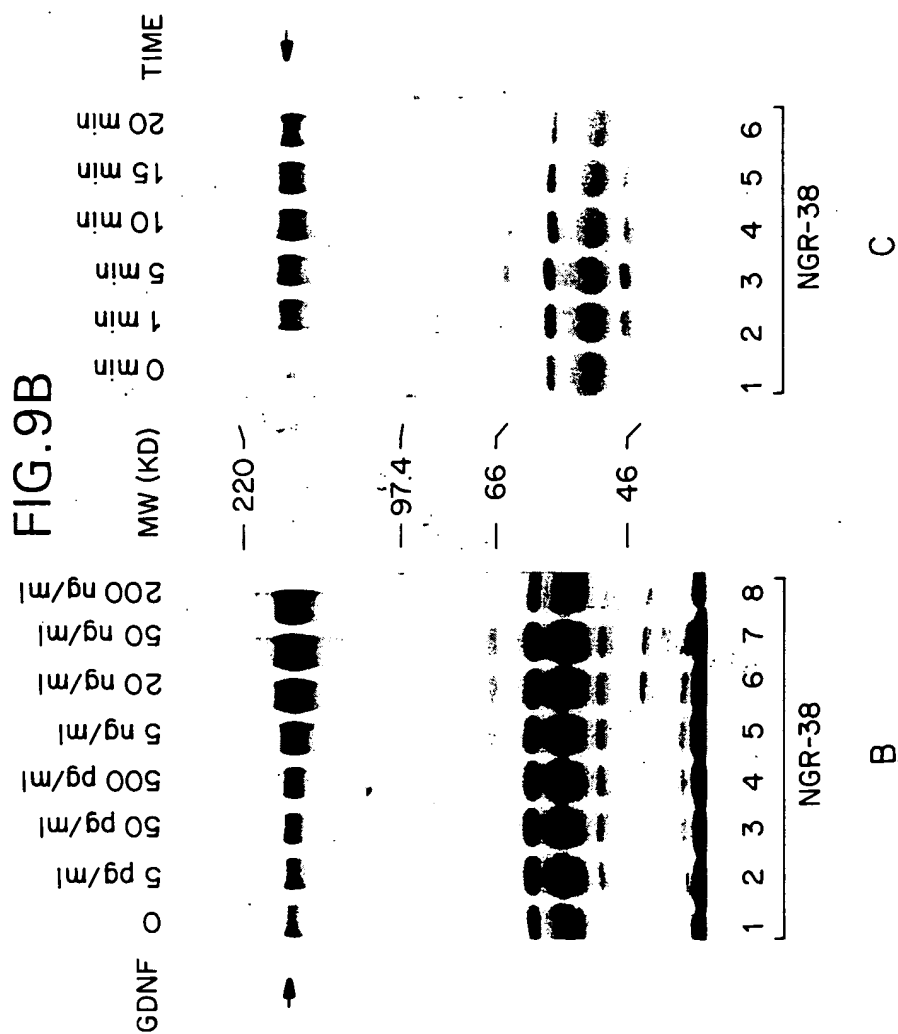 FIG.9B
GDNF 0 5 pg/ml 50 pg/ml 500 pg/ml 5 ng/ml 20 ng/ml 50 ng/ml 200 ng/ml
MW (KD)
0 min 1 min 5 min 10 min 15 min 20 min TIME
220
97.4
66
46
1 2 3 4 5 6 7 8
NGR-38
B
1 2 3 4 5 6
NGR-38
C